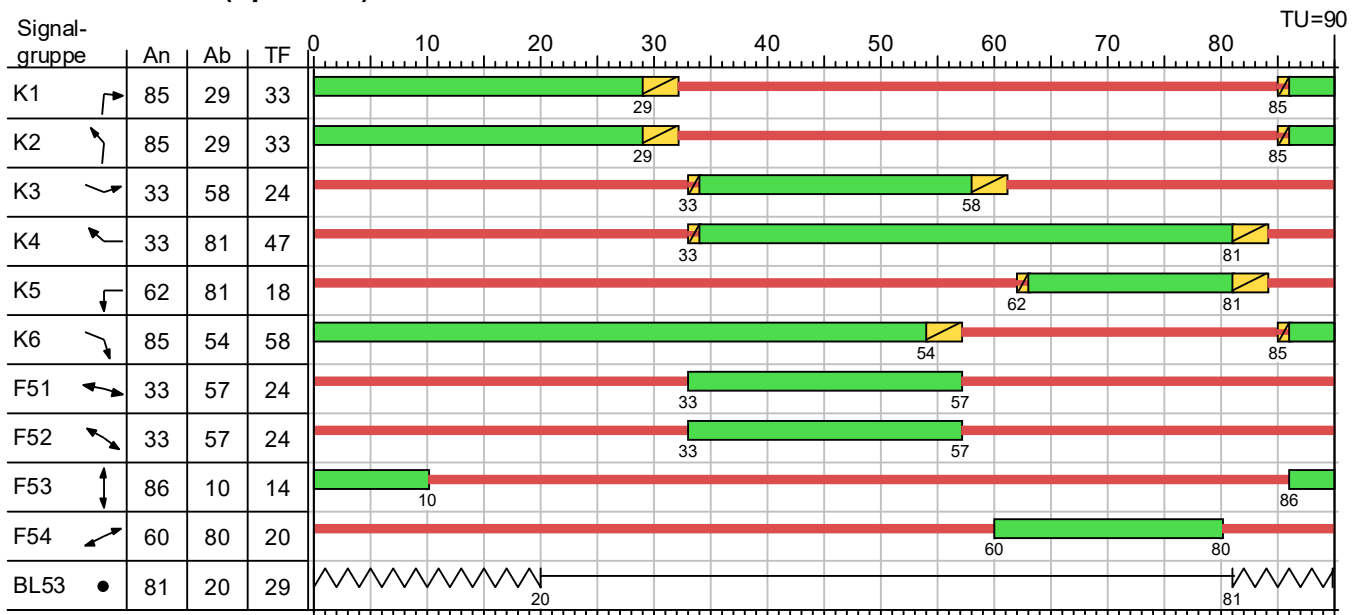 TU=90
Signal-
gruppe An Ab TF 0 10 20 30 40 50 60 70 80
K1 85 29 33
29 85
K2 85 29 33
29 85
K3 33 58 24
33 58
K4 33 81 47
33 81
K5 62 81 18
62 81
K6 85 54 58
54 85
F51 33 57 24
33 57
F52 33 57 24
33 57
F53 86 10 14
10 86
F54 60 80 20
60 80
BL53 81 20 29
20 81